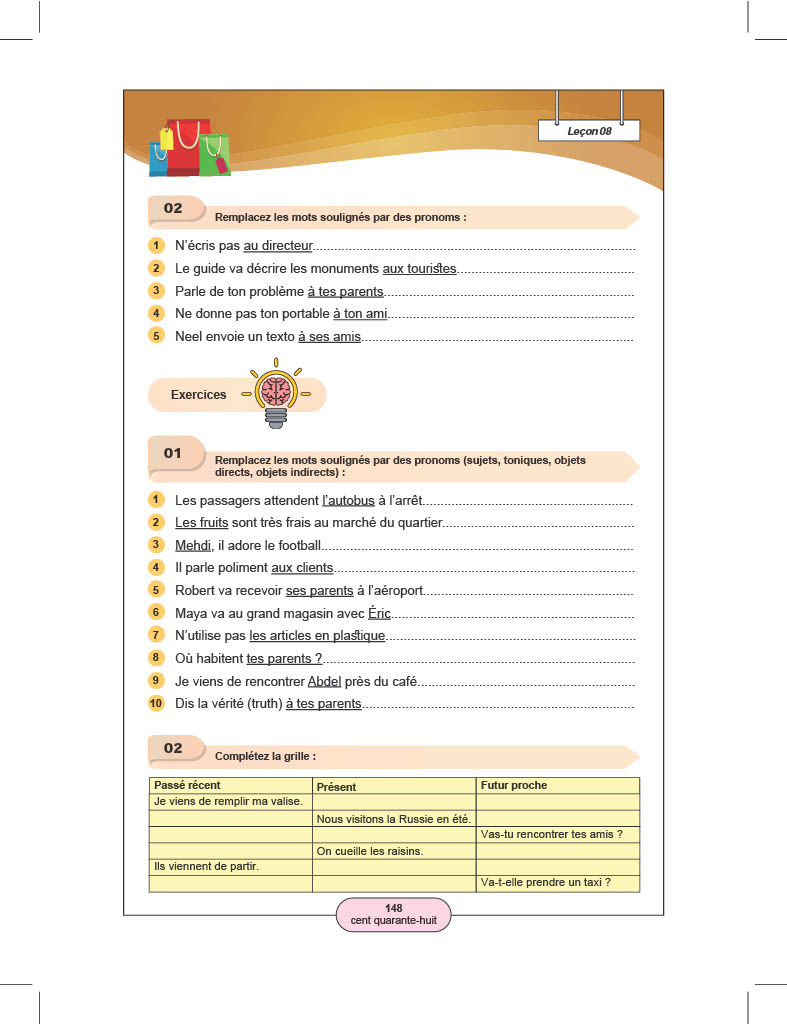 Leçon 08
02
Remplacez les mots soulignés par des pronoms :
1 N'écris pas au directeur......................................................................................
2 Le guide va décrire les monuments aux touristes...............................................
3 Parle de ton problème à tes parents..................................................................
4 Ne donne pas ton portable à ton ami.................................................................
5 Neel envoie un texto à ses amis........................................................................
Exercices
01
Remplacez les mots soulignés par des pronoms (sujets, toniques, objets
directs, objets indirects) :
1 Les passagers attendent l'autobus à l'arrêt........................................................
2 Les fruits sont très frais au marché du quartier...................................................
3 Mehdi, il adore le football...................................................................................
4 Il parle poliment aux clients................................................................................
5 Robert va recevoir ses parents à l'aéroport........................................................
6 Maya va au grand magasin avec Éric.................................................................
7 N'utilise pas les articles en plastique..................................................................
8 Où habitent tes parents ?...................................................................................
9 Je viens de rencontrer Abdel près du café..........................................................
10 Dis la vérité (truth) à tes parents........................................................................
02
Complétez la grille :
Passé récent Présent Futur proche
Je viens de remplir ma valise.
Nous visitons la Russie en été.
Vas-tu rencontrer tes amis ?
On cueille les raisins.
Ils viennent de partir.
Va-t-elle prendre un taxi ?
148
cent quarante-huit